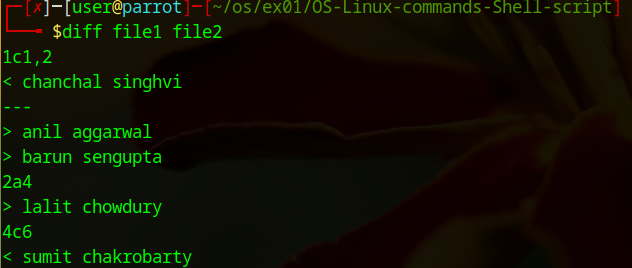 ┌─[✗]─[user@parrot]─[~/os/ex01/OS-Linux-commands-Shell-script]
└──╼ $diff file1 file2
1c1,2
< chanchal singhvi
---
> anil aggarwal
> barun sengupta
2a4
> lalit chowdury
4c6
< sumit chakrobarty